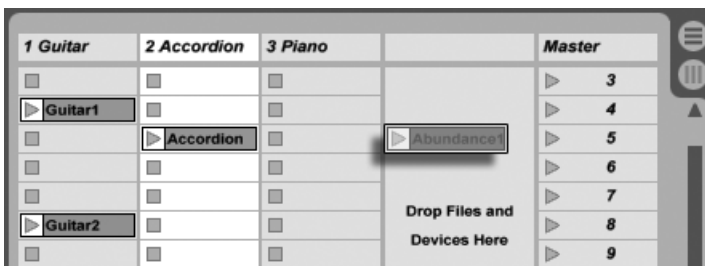 1 Guitar 2 Accordion 3 Piano Master
3
Guitar1 4
Accordion Abundance1 5
6
7
Drop Files and
Guitar2 8
Devices Here
9